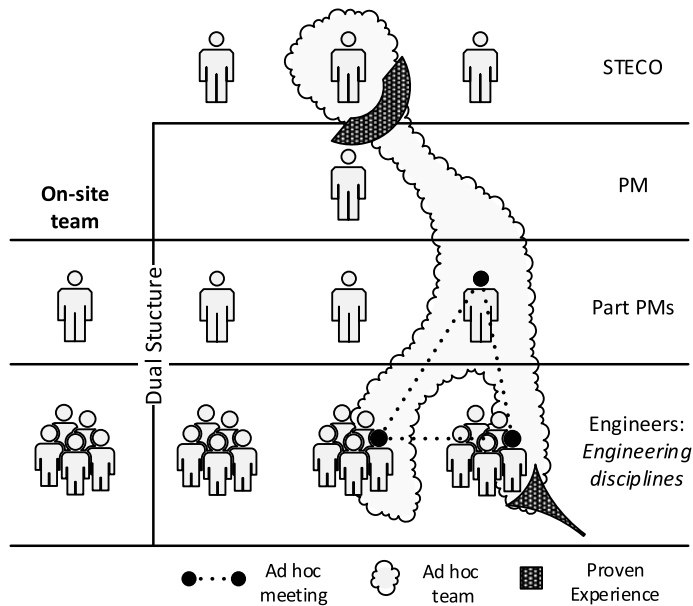 STECO
PM
On-site
team
Dual Stucture
Part PMs
Engineers:
Engineering
disciplines
Ad hoc
meeting
Ad hoc
team
Proven
Experience